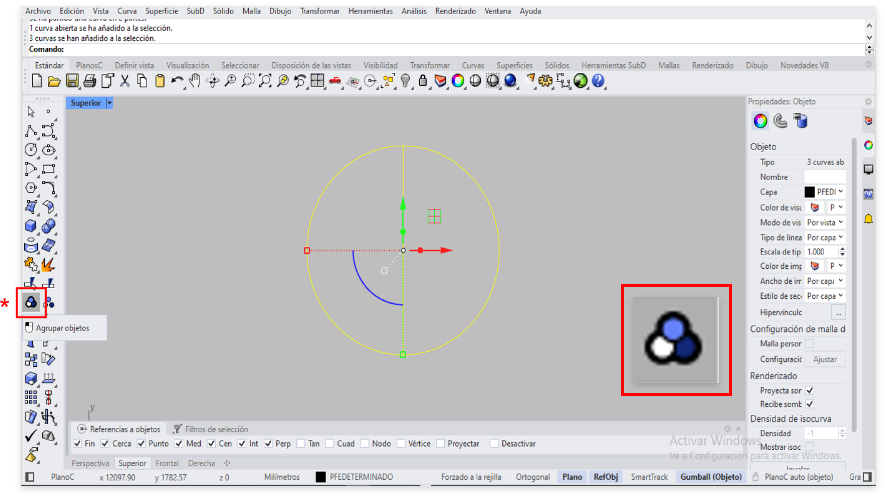 Archivo Edición Vista Curva Superficie SubD Sólido Malla Dibujo Transformar Herramientas Análisis Renderizado Ventana Ayuda
1 curva abierta se ha añadido a la selección.
3 curvas se han añadido a la selección.
Comando:
Estándar PlanosC Definir vista Visualización Seleccionar Disposición de las vistas Visibilidad Transformar Curvas Superficies Sólidos Herramientas SubD Mallas Renderizado Dibujo Novedades V8
Superior
Propiedades: Objeto
Objeto
Tipo 3 curvas ab
Nombre
Capa PFEDI
Color de visu P
Modo de vis Por vista
Tipo de línea Por capa
Escala de tip 1.000
Color de imp P
Ancho de im Por capa
Estilo de sec Por capa
Hipervínculc ...
Configuración de malla d
Malla person
Configuració Ajustar
Renderizado
Proyecta sor
Recibe somb
Densidad de isocurva
Densidad -1
Mostrar isoc
*
Agrupar objetos
y
Referencias a objetos Filtros de selección
Fin Cerca Punto Med Cen Int Perp Tan Cuad Nodo Vértice Proyectar Desactivar
Activar Windows
Ve a Configuración para activar Windows.
Perspectiva Superior Frontal Derecha
PlanoC x 12097.90 y 1782.57 z 0 Milímetros PFEDETERMINADO Forzado a la rejilla Ortogonal Plano RefObj SmartTrack Gumball (Objeto) PlanoC auto (objeto) Gra